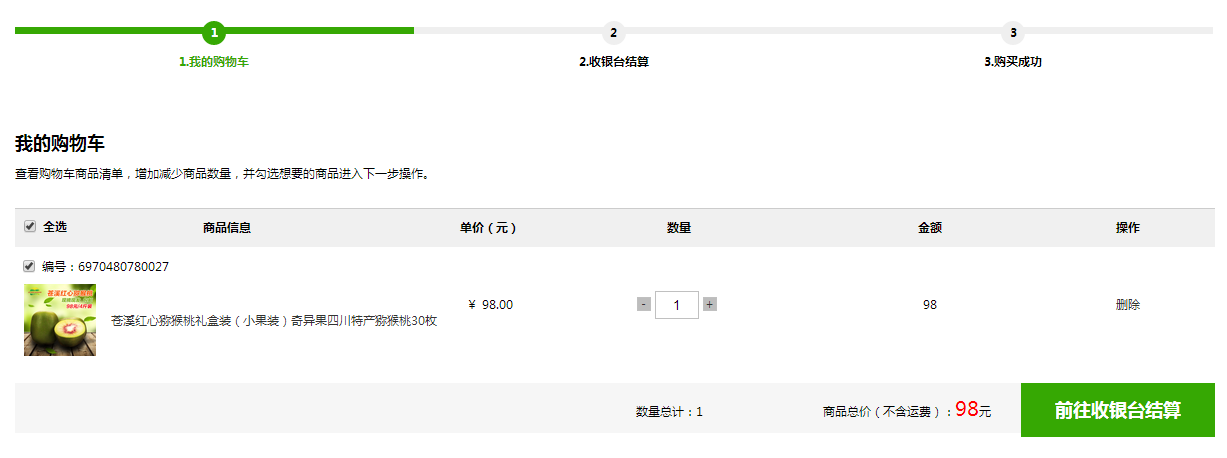 1
2
3
1.我的购物车
2.收银台结算
3.购买成功
我的购物车
查看购物车商品清单，增加减少商品数量，并勾选想要的商品进入下一步操作。
全选 商品信息 单价（元） 数量 金额 操作
编号：6970480780027
苍溪红心猕猴桃
苍溪红心猕猴桃礼盒装（小果装）奇异果四川特产猕猴桃30枚
¥ 98.00
- 1 +
98
删除
数量总计：1
商品总价（不含运费）：98元
前往收银台结算